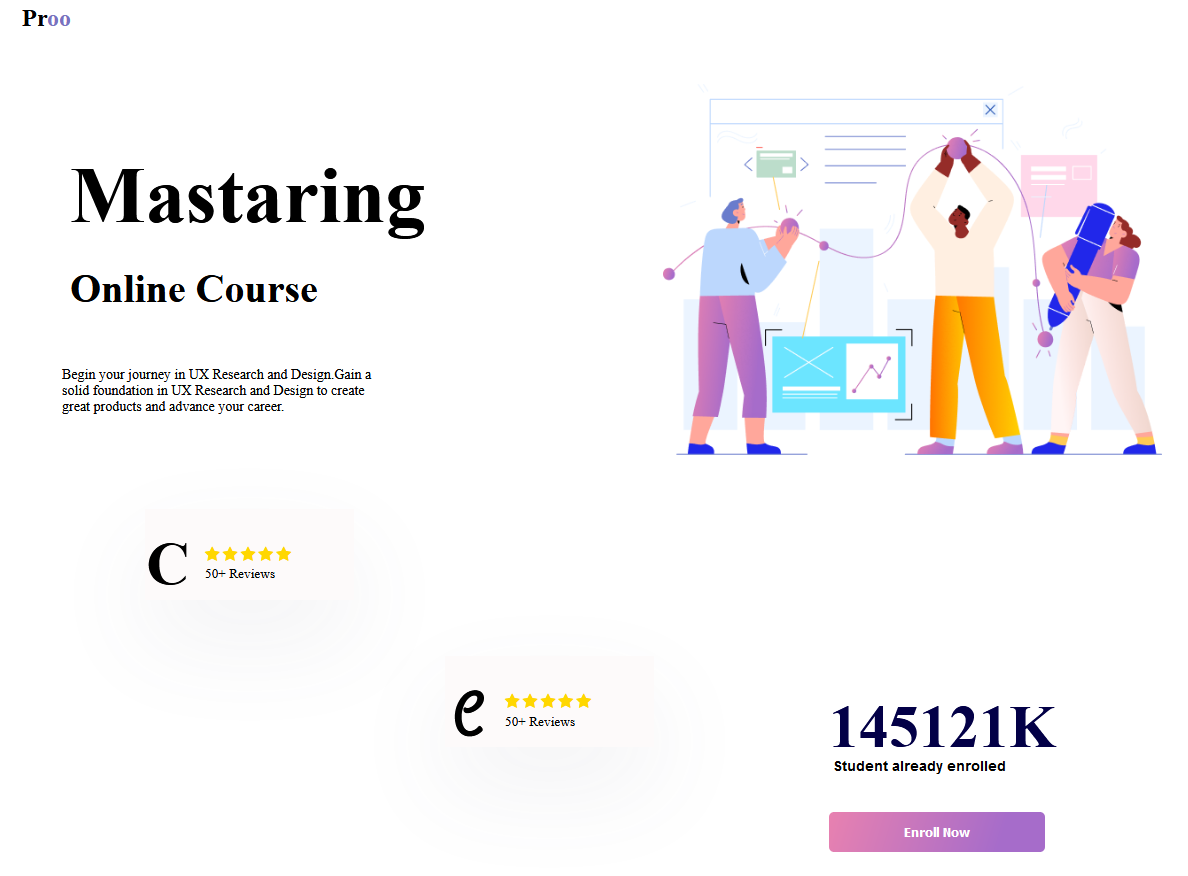 Proo
Mastaring
Online Course
Begin your journey in UX Research and Design.Gain a
solid foundation in UX Research and Design to create
great products and advance your career.
C
50+ Reviews
e
50+ Reviews
145121K
Student already enrolled
Enroll Now